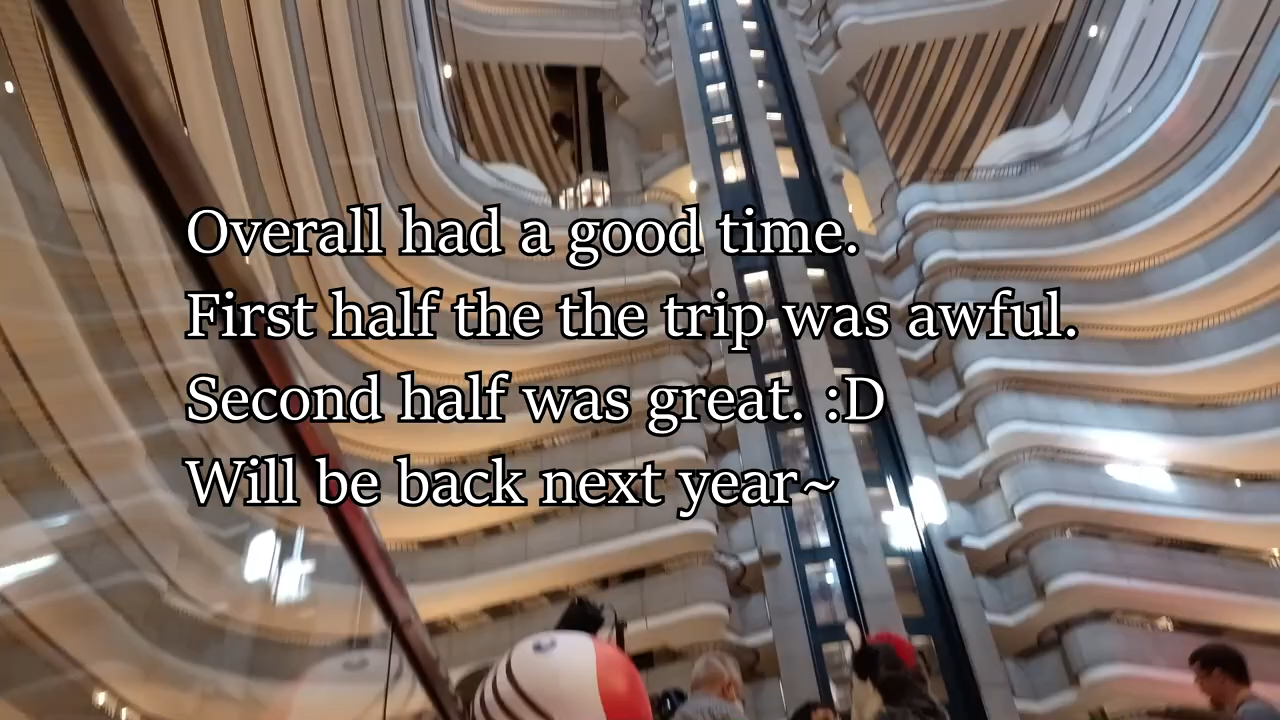 Overall had a good time.
First half the the trip was awful.
Second half was great. :D
Will be back next year~